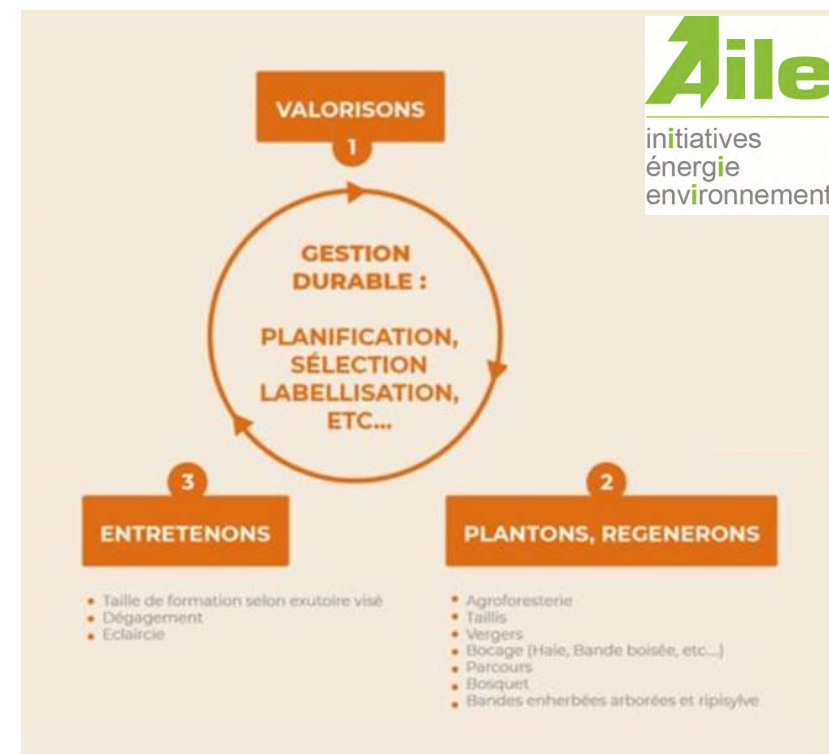 Aile
initiatives
énergie
environnement
VALORISONS
1
GESTION
DURABLE :
PLANIFICATION,
SÉLECTION
LABELLISATION,
ETC...
3
ENTRETENONS
• Taille de formation selon exutoire visé
• Dégagement
• Eclaircie
2
PLANTONS, REGENERONS
• Agroforesterie
• Taillis
• Vergers
• Bocage (Haie, Bande boisée, etc...)
• Parcours
• Bosquet
• Bandes enherbées arborées et ripisylve